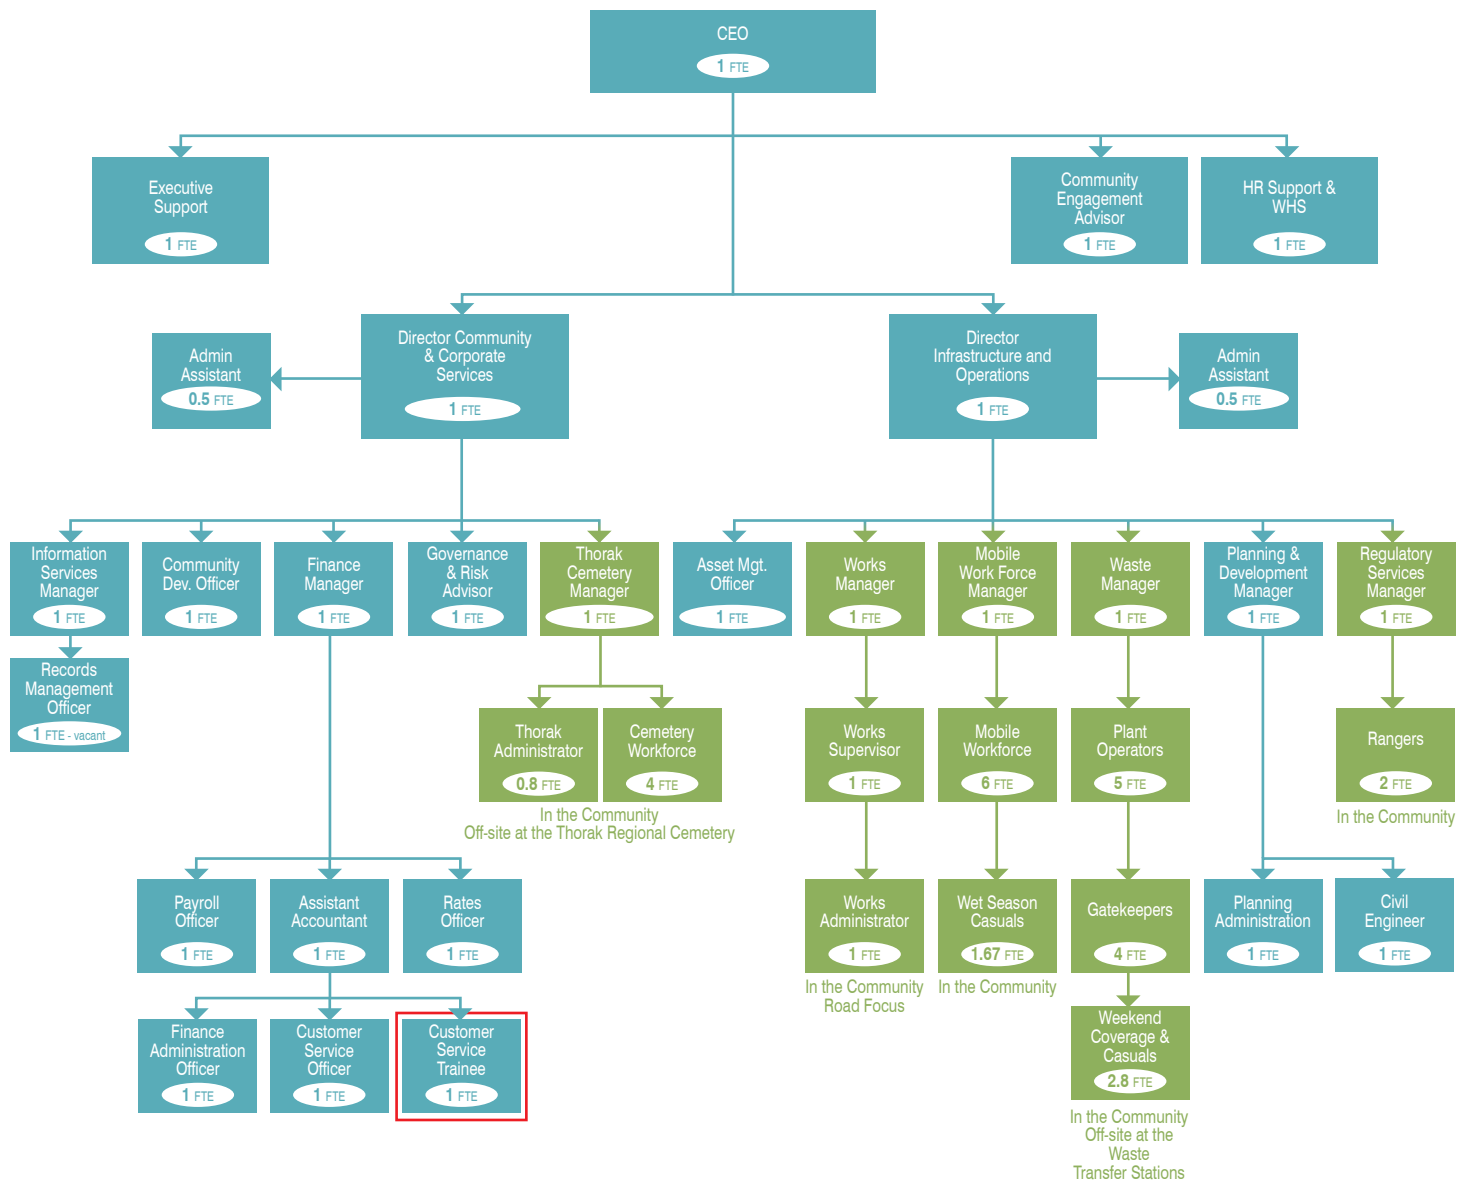 CEO
1 FTE
Executive
Support
1 FTE
Community
Engagement
Advisor
1 FTE
HR Support &
WHS
1 FTE
Admin
Assistant
0.5 FTE
Director Community
& Corporate
Services
1 FTE
Director
Infrastructure and
Operations
1 FTE
Admin
Assistant
0.5 FTE
Information
Services
Manager
1 FTE
Community
Dev. Officer
1 FTE
Finance
Manager
1 FTE
Governance
& Risk
Advisor
1 FTE
Thorak
Cemetery
Manager
1 FTE
Asset Mgt.
Officer
1 FTE
Works
Manager
1 FTE
Mobile
Work Force
Manager
1 FTE
Waste
Manager
1 FTE
Planning &
Development
Manager
1 FTE
Regulatory
Services
Manager
1 FTE
Records
Management
Officer
1 FTE - vacant
Thorak
Administrator
0.8 FTE
Cemetery
Workforce
4 FTE
In the Community
Off-site at the Thorak Regional Cemetery
Works
Supervisor
1 FTE
Mobile
Workforce
6 FTE
Plant
Operators
5 FTE
Rangers
2 FTE
In the Community
Payroll
Officer
1 FTE
Assistant
Accountant
1 FTE
Rates
Officer
1 FTE
Works
Administrator
1 FTE
In the Community
Road Focus
Wet Season
Casuals
1.67 FTE
In the Community
Gatekeepers
4 FTE
Planning
Administration
1 FTE
Civil
Engineer
1 FTE
Finance
Administration
Officer
1 FTE
Customer
Service
Officer
1 FTE
Customer
Service
Trainee
1 FTE
Weekend
Coverage &
Casuals
2.8 FTE
In the Community
Off-site at the
Waste
Transfer Stations